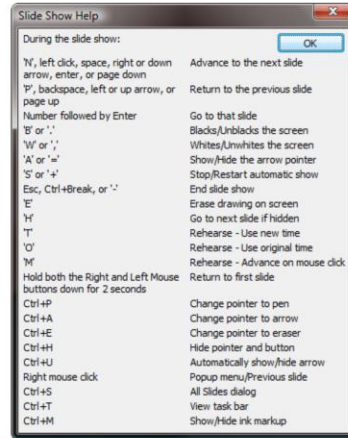 Slide Show Help
During the slide show:
OK
'N', left click, space, right or down arrow, enter, or page down Advance to the next slide
'P', backspace, left or up arrow, or page up Return to the previous slide
Number followed by Enter Go to that slide
'B' or '.' Blacks/Unblacks the screen
'W' or ',' Whites/Unwhites the screen
'A' or '=' Show/Hide the arrow pointer
'S' or '+' Stop/Restart automatic show
Esc, Ctrl+Break, or '-' End slide show
'E' Erase drawing on screen
'H' Go to next slide if hidden
'T' Rehearse - Use new time
'O' Rehearse - Use original time
'M' Rehearse - Advance on mouse click
Hold both the Right and Left Mouse buttons down for 2 seconds Return to first slide
Ctrl+P Change pointer to pen
Ctrl+A Change pointer to arrow
Ctrl+E Change pointer to eraser
Ctrl+H Hide pointer and button
Ctrl+U Automatically show/hide arrow
Right mouse click Popup menu/Previous slide
Ctrl+S All Slides dialog
Ctrl+T View task bar
Ctrl+M Show/Hide ink markup